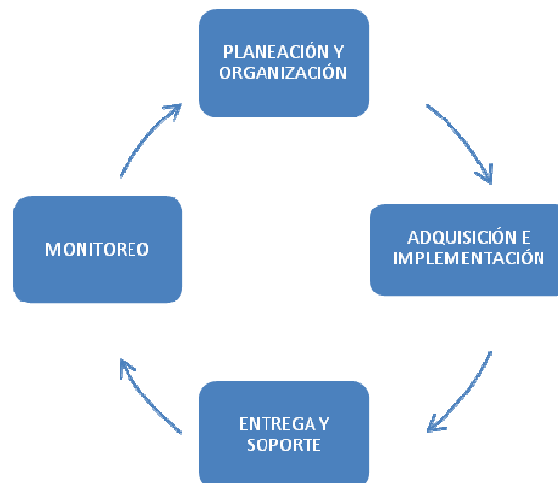 PLANEACIÓN Y
ORGANIZACIÓN
ADQUISICIÓN E
IMPLEMENTACIÓN
ENTREGA Y
SOPORTE
MONITOREO